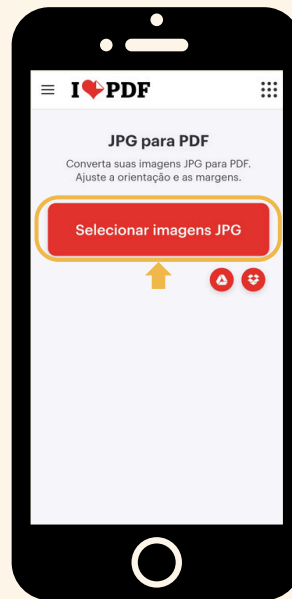 I PDF
JPG para PDF
Converta suas imagens JPG para PDF.
Ajuste a orientação e as margens.
Selecionar imagens JPG